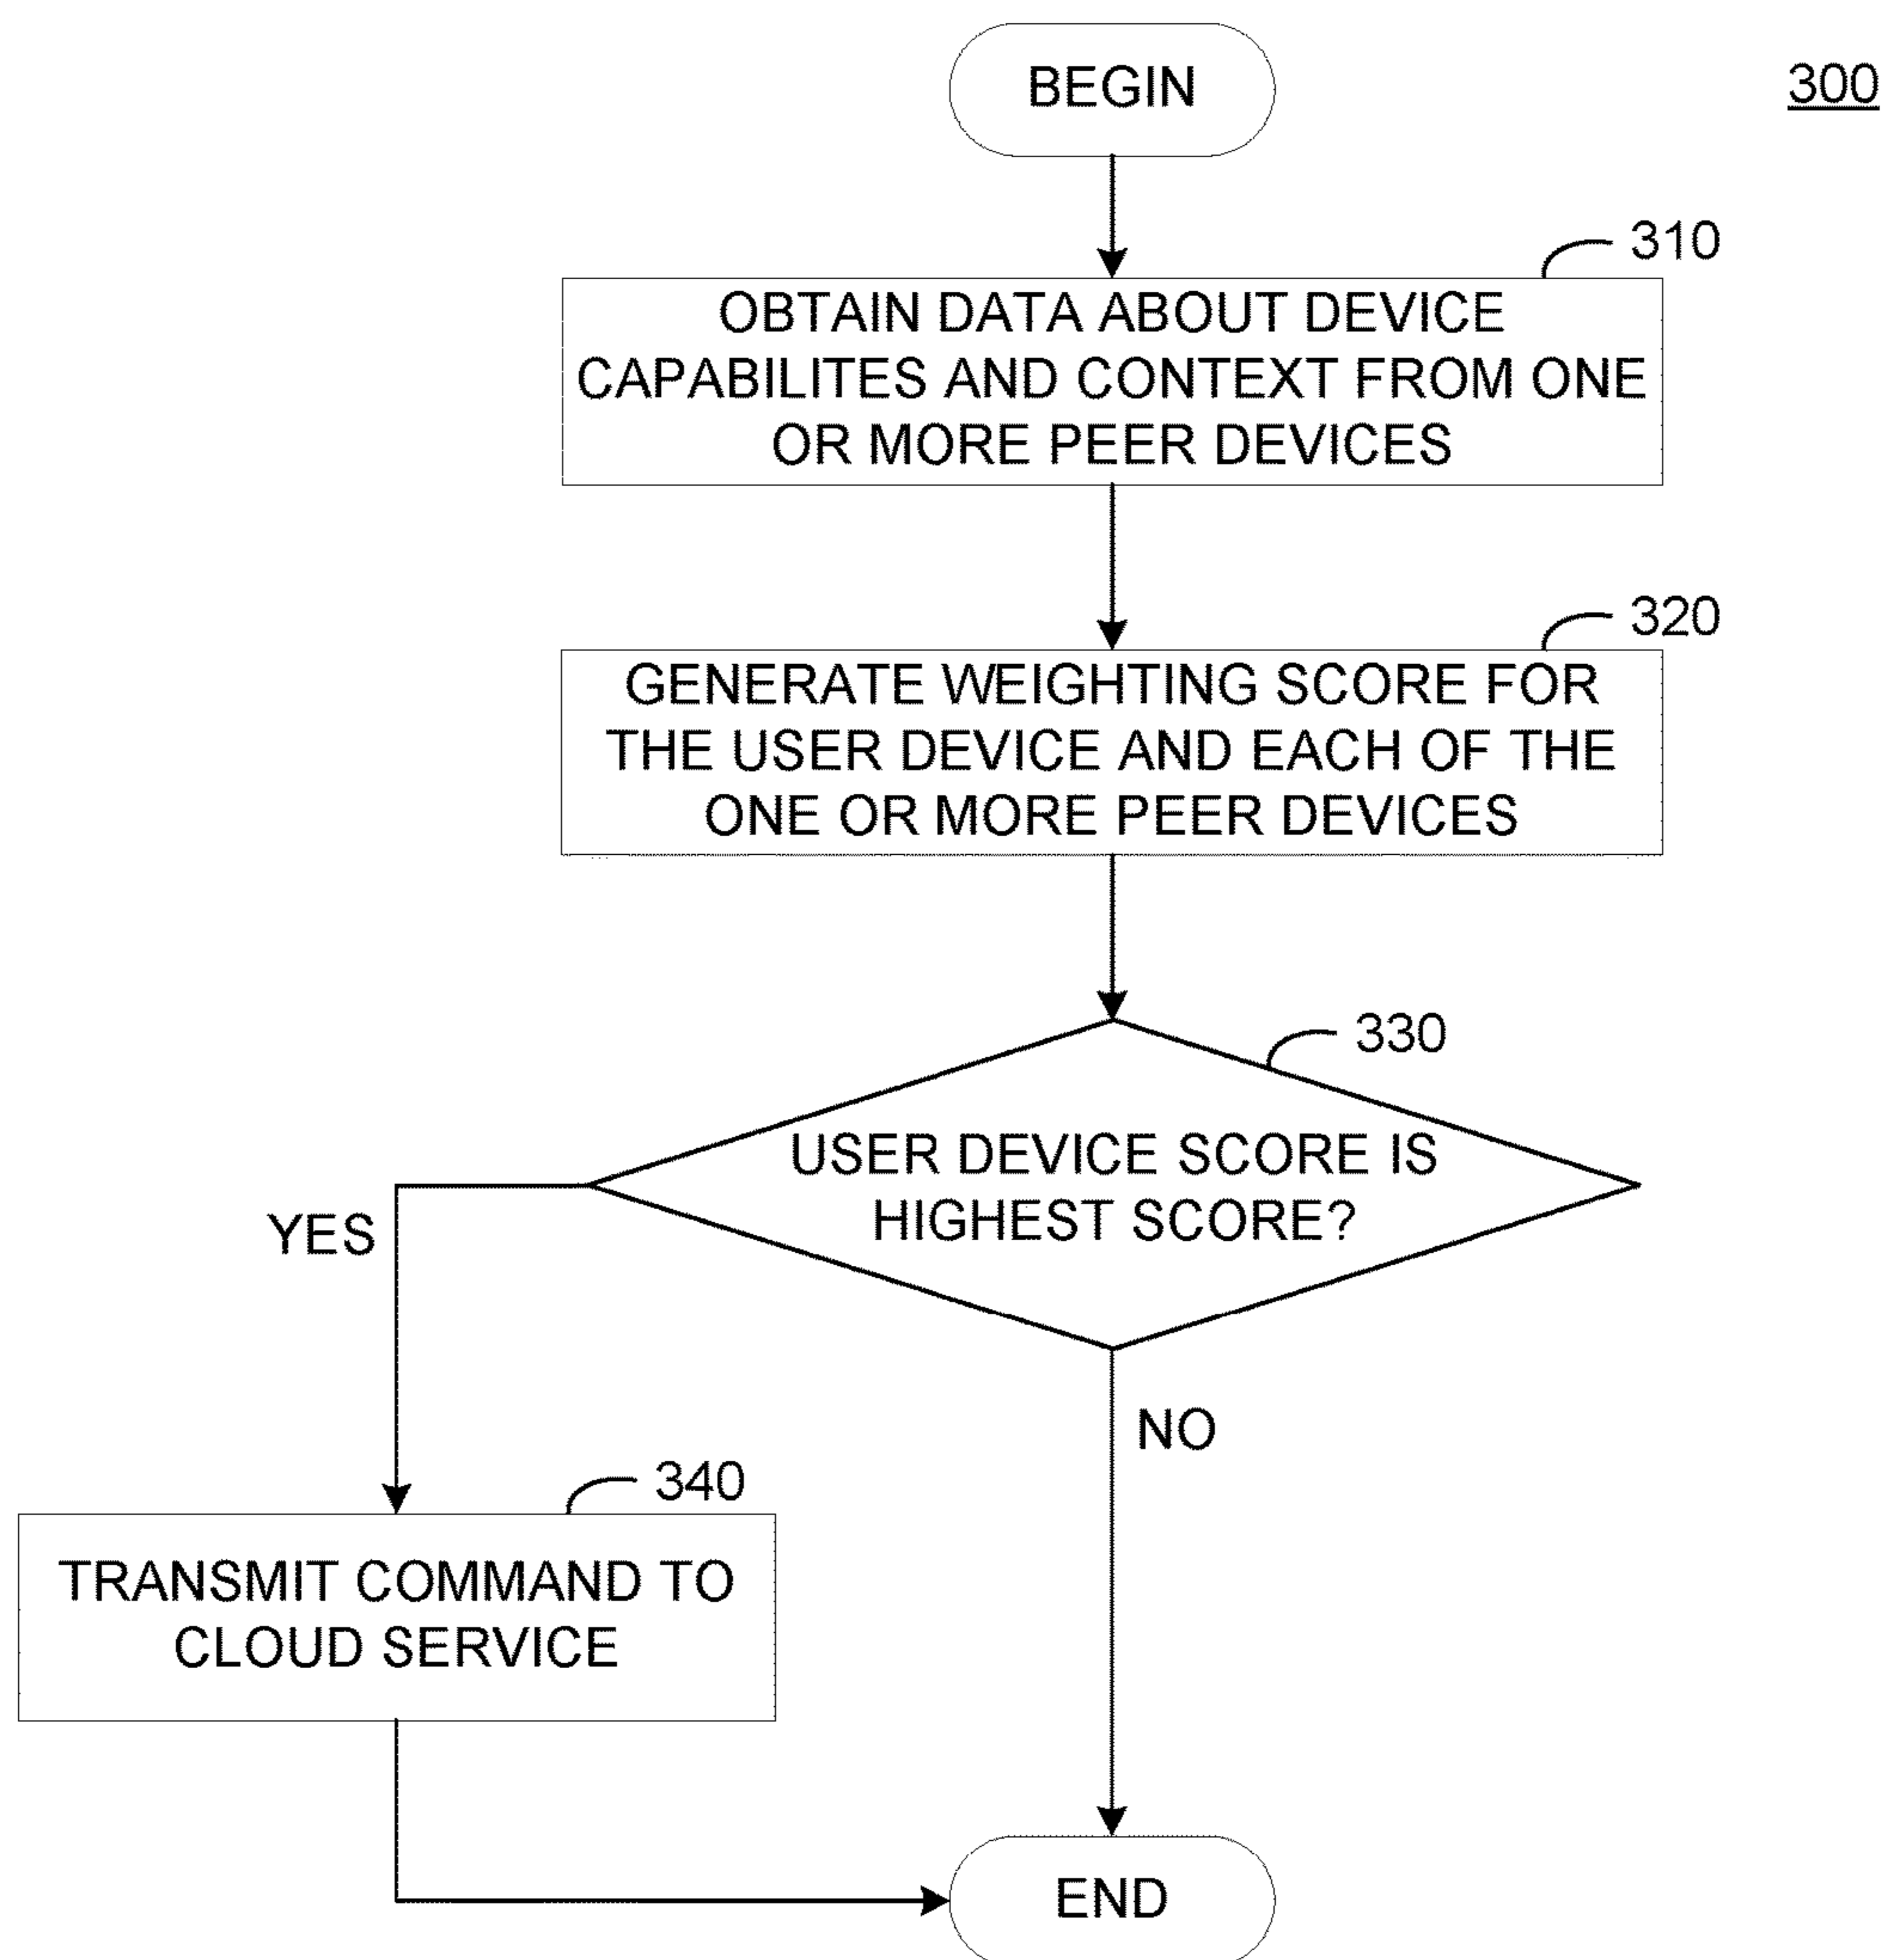 BEGIN
300
310
OBTAIN DATA ABOUT DEVICE
CAPABILITES AND CONTEXT FROM ONE
OR MORE PEER DEVICES
320
GENERATE WEIGHTING SCORE FOR
THE USER DEVICE AND EACH OF THE
ONE OR MORE PEER DEVICES
330
USER DEVICE SCORE IS
HIGHEST SCORE?
YES
NO
340
TRANSMIT COMMAND TO
CLOUD SERVICE
END